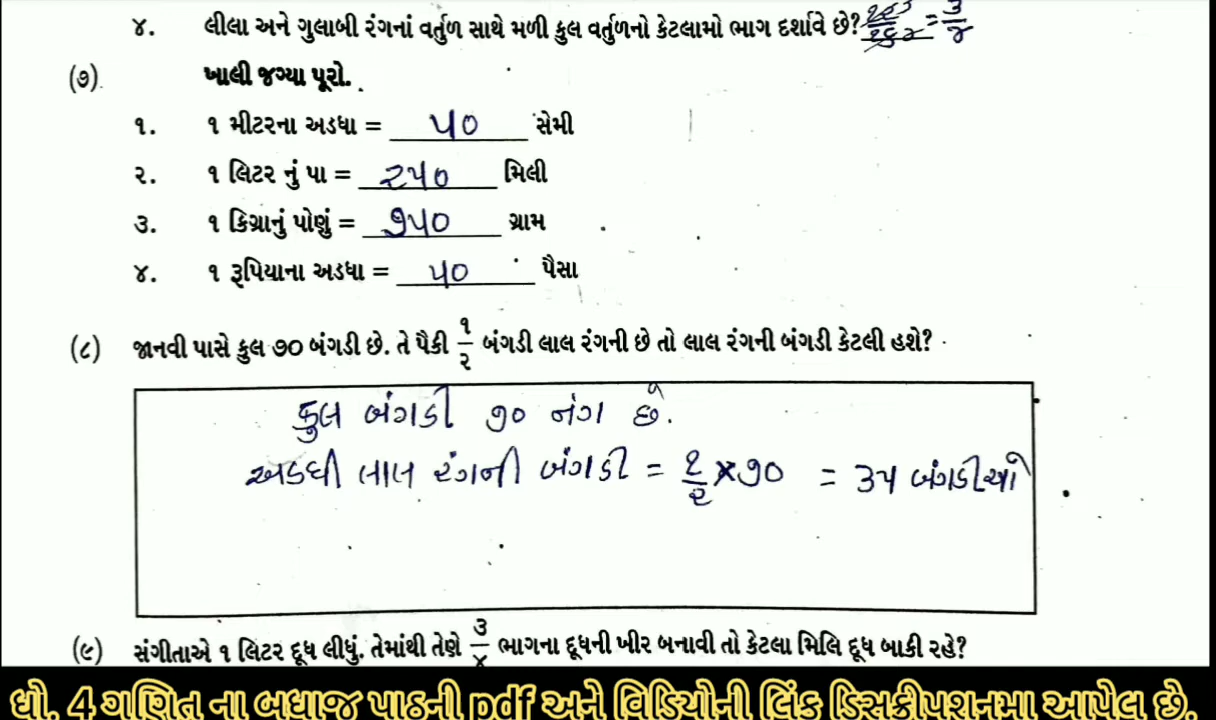 ૪. લીલા અને ગુલાબી રંગનાં વર્તુળ સાથે મળી કુલ વર્તુળનો કેટલામો ભાગ દર્શાવે છે? = ૩/૪
(૭). ખાલી જગ્યા પૂરો.
૧. ૧ મીટરના અડધા = ૫૦ સેમી
૨. ૧ લિટર નું પા = ૨૫૦ મિલી
૩. ૧ કિગ્રાનું પોણું = ૭૫૦ ગ્રામ
૪. ૧ રૂપિયાના અડધા = ૫૦ પૈસા
(૮) જાનવી પાસે કુલ ૭૦ બંગડી છે. તે પૈકી ૧/૨ બંગડી લાલ રંગની છે તો લાલ રંગની બંગડી કેટલી હશે?
કુલ બંગડી ૭૦ નંગ છે.
અડધી લાલ રંગની બંગડી = ૧/૨ × ૭૦ = ૩૫ બંગડીઓ
(૯) સંગીતાએ ૧ લિટર દૂધ લીધું. તેમાંથી તેણે ૩/૪ ભાગના દૂધની ખીર બનાવી તો કેટલા મિલિ દૂધ બાકી રહે?
ધો. 4 ગણિત ના બધાજ પાઠની pdf અને વિડિયોની લિંક ડિસક્રીપશનમા આપેલ છે.